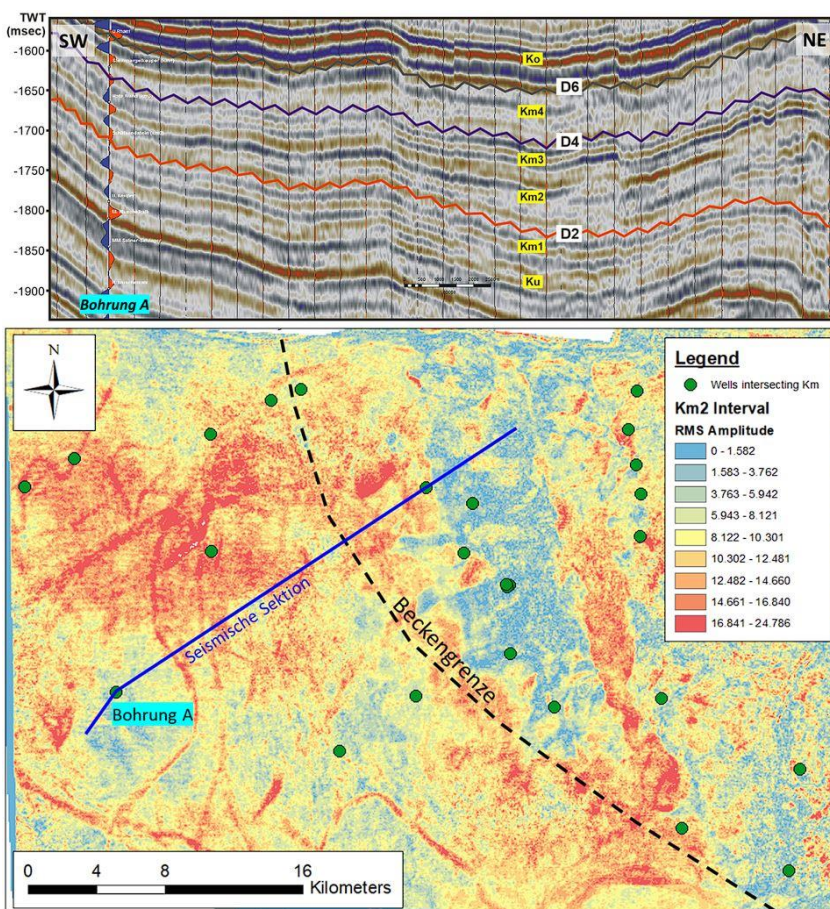 TWT
(msec)
SW
NE
-1600
-1650
-1700
-1750
-1800
-1850
-1900
Ko
D6
Km4
D4
Km3
Km2
D2
Km1
Ku
Bohrung A
N
Legend
Wells intersecting Km
Km2 Interval
RMS Amplitude
0 - 1.582
1.583 - 3.762
3.763 - 5.942
5.943 - 8.121
8.122 - 10.301
10.302 - 12.481
12.482 - 14.660
14.661 - 16.840
16.841 - 24.786
Seismische Sektion
Beckengrenze
Bohrung A
0 4 8 16
Kilometers